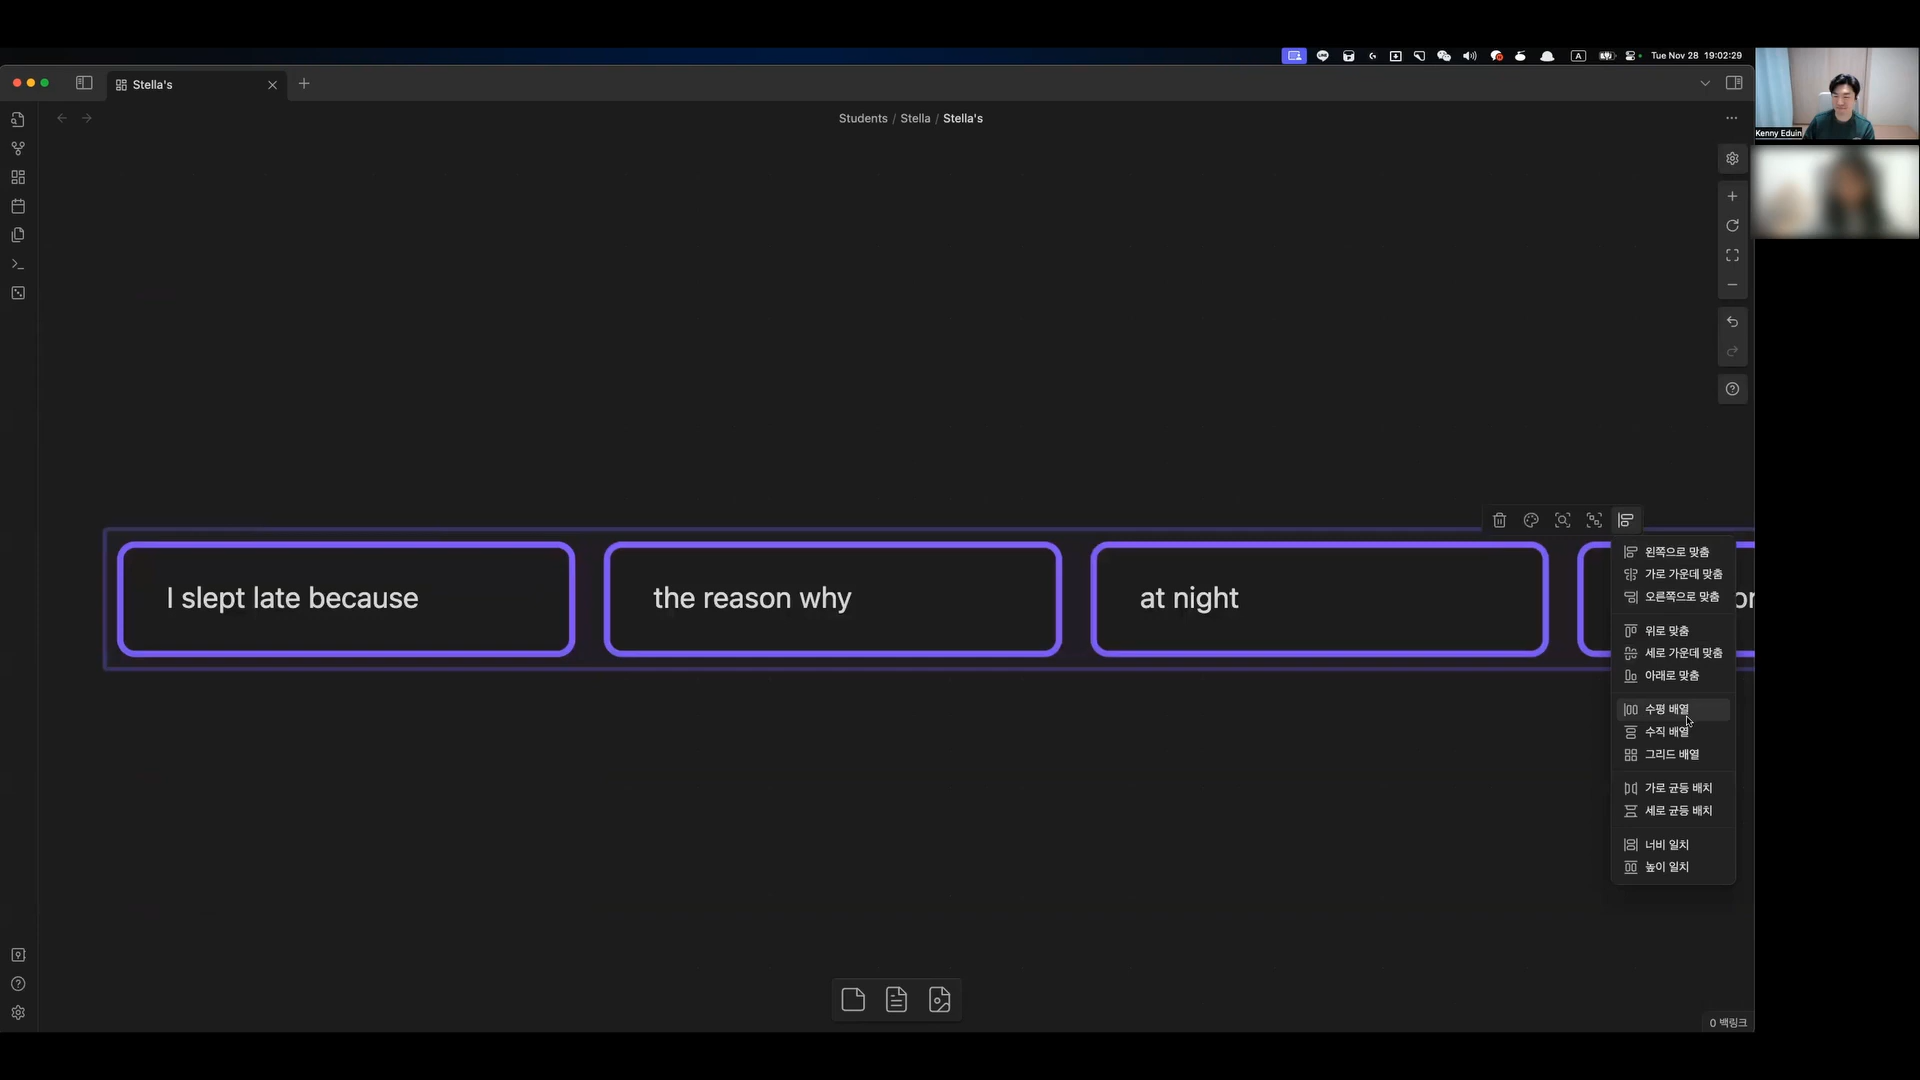 Tue Nov 28 19:02:29
Stella's
Students / Stella / Stella's
Kenny Eduin
I slept late because
the reason why
at night
왼쪽으로 맞춤
가로 가운데 맞춤
오른쪽으로 맞춤
위로 맞춤
세로 가운데 맞춤
아래로 맞춤
수평 배열
수직 배열
그리드 배열
가로 균등 배치
세로 균등 배치
너비 일치
높이 일치
0 백링크